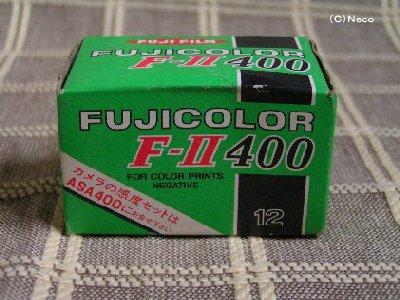 (C) Neco
FUJI FILM
FUJICOLOR
F-II 400
FUJICOLOR
F-II 400
FOR COLOR PRINTS
NEGATIVE
カメラの感度セットは
ASA400にお合せ下さい
12